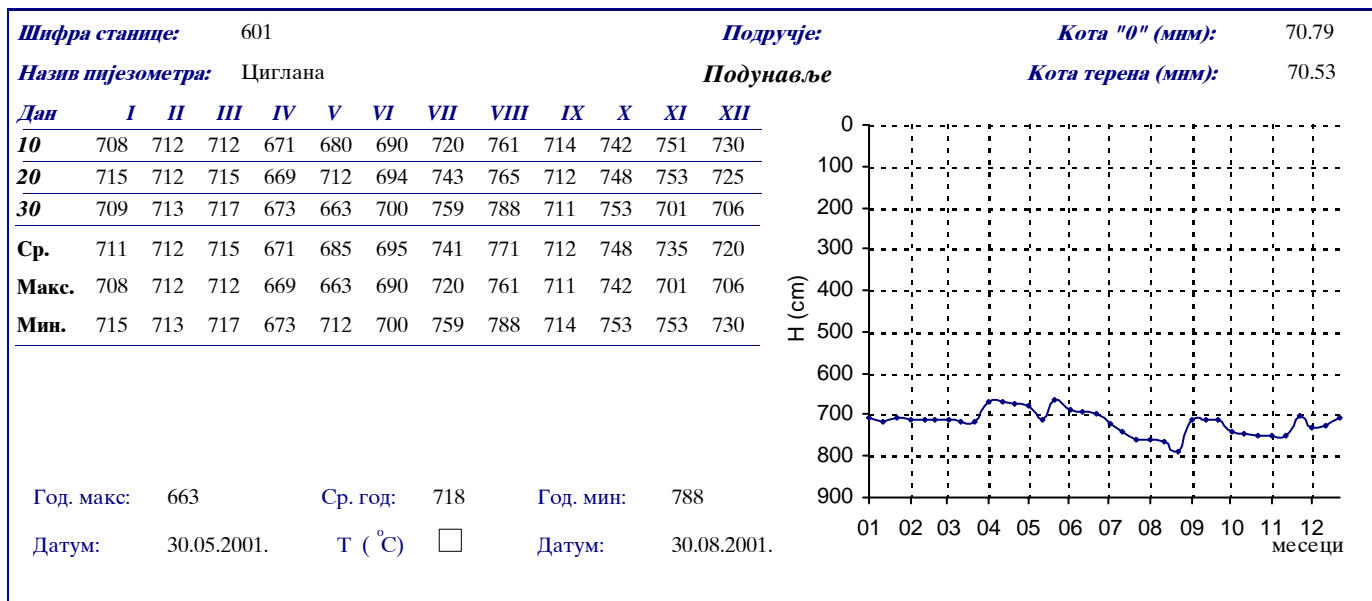 Шифра станице: 601 Подручје: Кота "0" (мнм): 70.79
Назив пијезометра: Циглана Подунавље Кота терена (мнм): 70.53
Дан I II III IV V VI VII VIII IX X XI XII
10 708 712 712 671 680 690 720 761 714 742 751 730
20 715 712 715 669 712 694 743 765 712 748 753 725
30 709 713 717 673 663 700 759 788 711 753 701 706
Ср. 711 712 715 671 685 695 741 771 712 748 735 720
Макс. 708 712 712 669 663 690 720 761 711 742 701 706
Мин. 715 713 717 673 712 700 759 788 714 753 753 730
Год. макс: 663 Ср. год: 718 Год. мин: 788
Датум: 30.05.2001. Т ( °C) Датум: 30.08.2001.
H (cm)
0
100
200
300
400
500
600
700
800
900
01 02 03 04 05 06 07 08 09 10 11 12
месеци